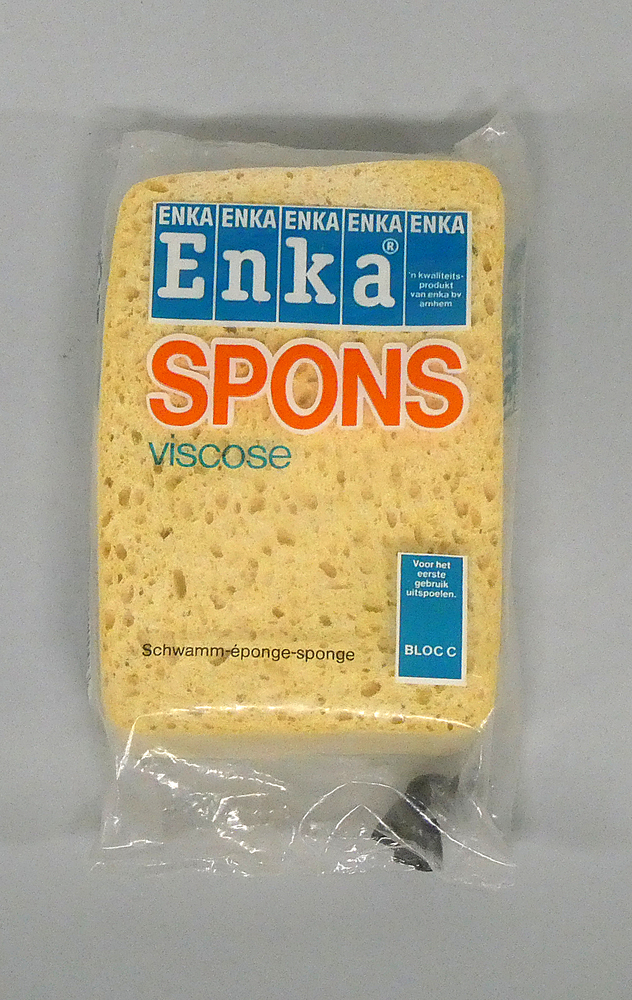 ENKA ENKA ENKA ENKA ENKA
Enka®
'n kwaliteits-
produkt
van enka bv
arnhem
SPONS
viscose
Voor het
eerste
gebruik
uitspoelen.
BLOC C
Schwamm-éponge-sponge